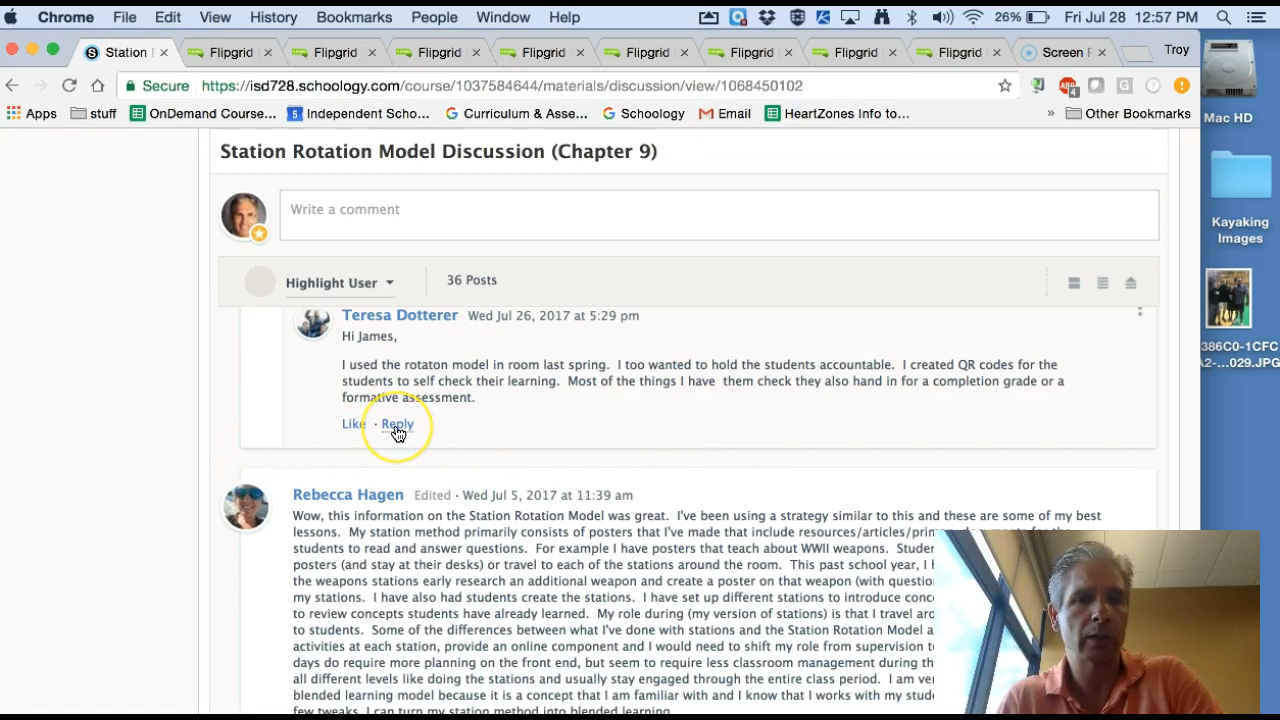 Chrome File Edit View History Bookmarks People Window Help 26% Fri Jul 28 12:57 PM
Station Flipgrid Flipgrid Flipgrid Flipgrid Flipgrid Flipgrid Flipgrid Flipgrid Screen Troy
Secure https://isd728.schoology.com/course/1037584644/materials/discussion/view/1068450102
Apps stuff OnDemand Course... Independent Scho... Curriculum & Asse... Schoology Email HeartZones Info to... » Other Bookmarks
Mac HD
Station Rotation Model Discussion (Chapter 9)
Write a comment
Kayaking
Images
Highlight User 36 Posts
Teresa Dotterer Wed Jul 26, 2017 at 5:29 pm
Hi James,
386C0-1CFC
A2-...029.JPG
I used the rotaton model in room last spring. I too wanted to hold the students accountable. I created QR codes for the
students to self check their learning. Most of the things I have them check they also hand in for a completion grade or a
formative assessment.
Like · Reply
Rebecca Hagen Edited · Wed Jul 5, 2017 at 11:39 am
Wow, this information on the Station Rotation Model was great. I've been using a strategy similar to this and these are some of my best
lessons. My station method primarily consists of posters that I've made that include resources/articles/
students to read and answer questions. For example I have posters that teach about WWII weapons.
posters (and stay at their desks) or travel to each of the stations around the room. This past school year, I
the weapons stations early research an additional weapon and create a poster on that weapon (with
my stations. I have also had students create the stations. I have set up different stations to introduce
to review concepts students have already learned. My role during (my version of stations) is that I travel
to students. Some of the differences between what I've done with stations and the Station Rotation Model
activities at each station, provide an online component and I would need to shift my role from supervision
days do require more planning on the front end, but seem to require less classroom management during
all different levels like doing the stations and usually stay engaged through the entire class period. I am
blended learning model because it is a concept that I am familiar with and I know that I works with my
few tweaks, I can turn my station method into blended learning.